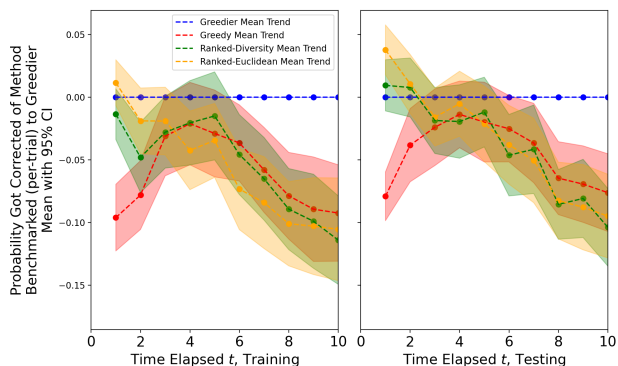 Probability Got Corrected of Method
Benchmarked (per-trial) to Greedier
Mean with 95% CI
0.05
0.00
−0.05
−0.10
−0.15
Greedier Mean Trend
Greedy Mean Trend
Ranked-Diversity Mean Trend
Ranked-Euclidean Mean Trend
0 2 4 6 8 10
Time Elapsed t, Training
0 2 4 6 8 10
Time Elapsed t, Testing